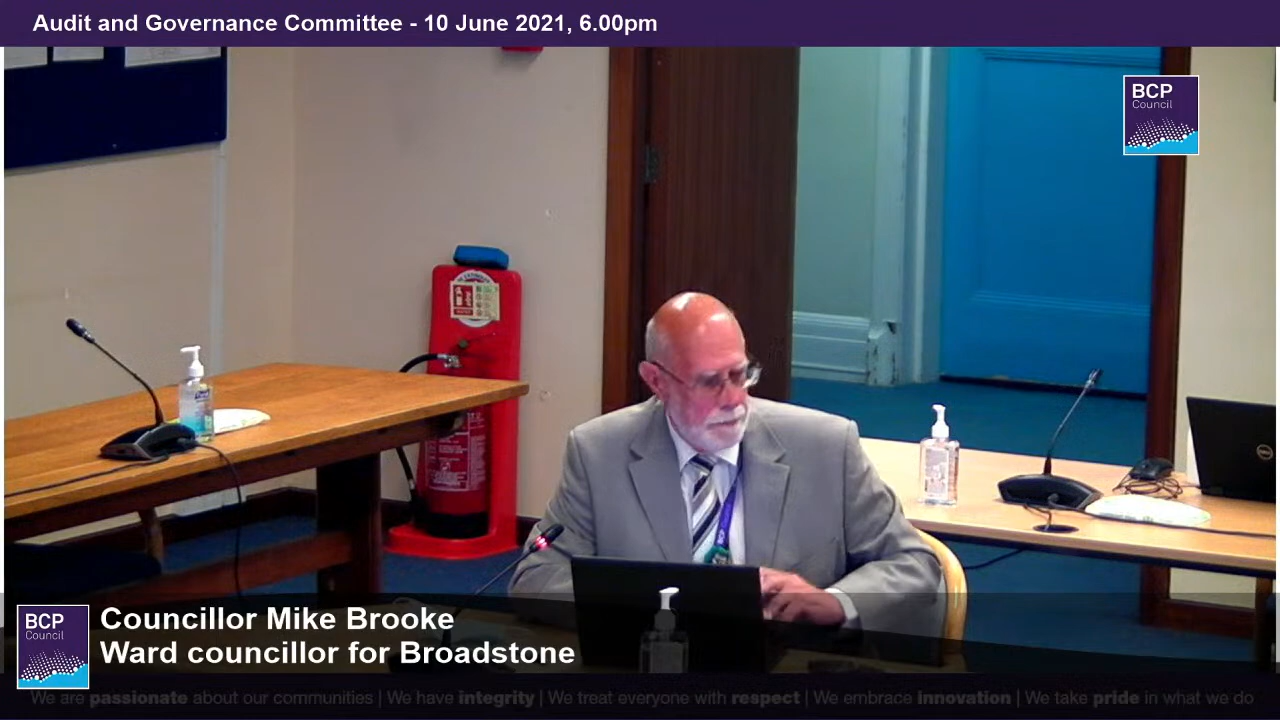 Audit and Governance Committee - 10 June 2021, 6.00pm
BCP
Council
BCP
Council
Councillor Mike Brooke
Ward councillor for Broadstone
We are passionate about our communities | We have integrity | We treat everyone with respect | We embrace innovation | We take pride in what we do